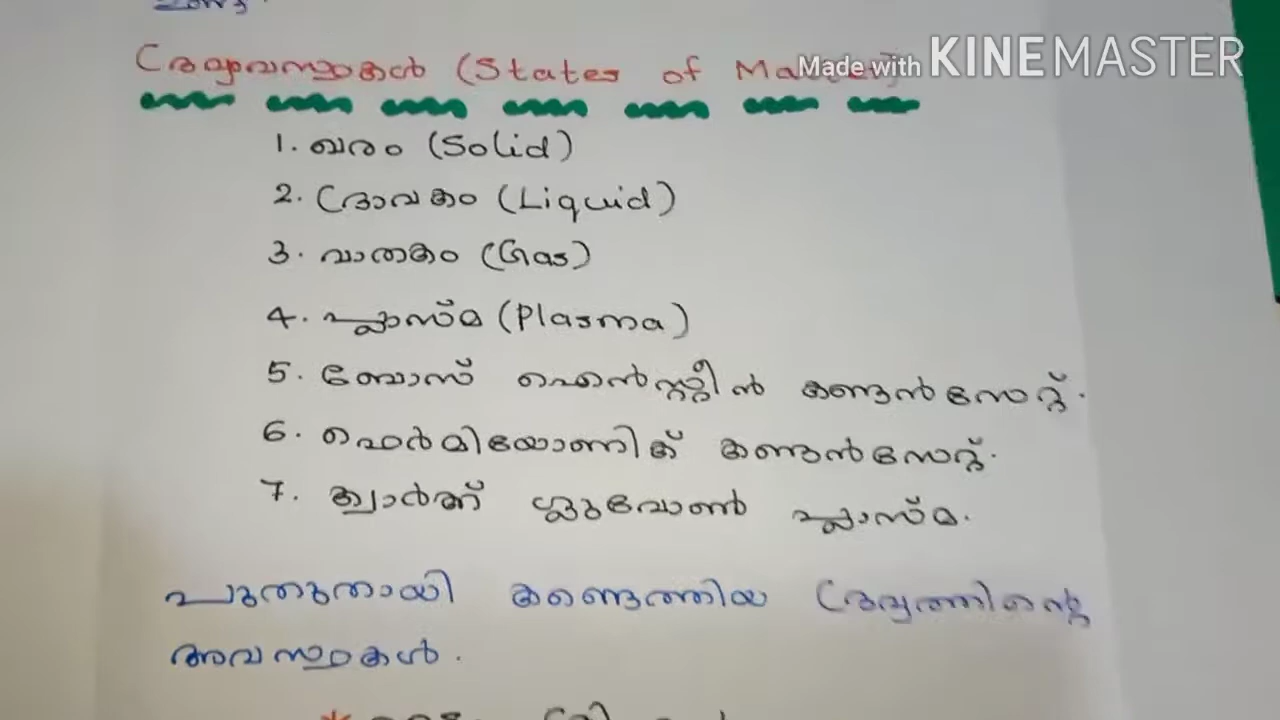 ദ്രവ്യാവസ്ഥകൾ (States of Matter)
Made with KINEMASTER
1. ഖരം (Solid)
2. ദ്രാവകം (Liquid)
3. വാതകം (Gas)
4. പ്ലാസ്മ (Plasma)
5. ബോസ് ഐൻസ്റ്റീൻ കണ്ടൻസേറ്റ്.
6. ഫെർമിയോണിക് കണ്ടൻസേറ്റ്.
7. ക്വാർക്ക് ഗ്ലുവോൺ പ്ലാസ്മ.
പുതുതായി കണ്ടെത്തിയ ദ്രവ്യത്തിന്റെ
അവസ്ഥകൾ.